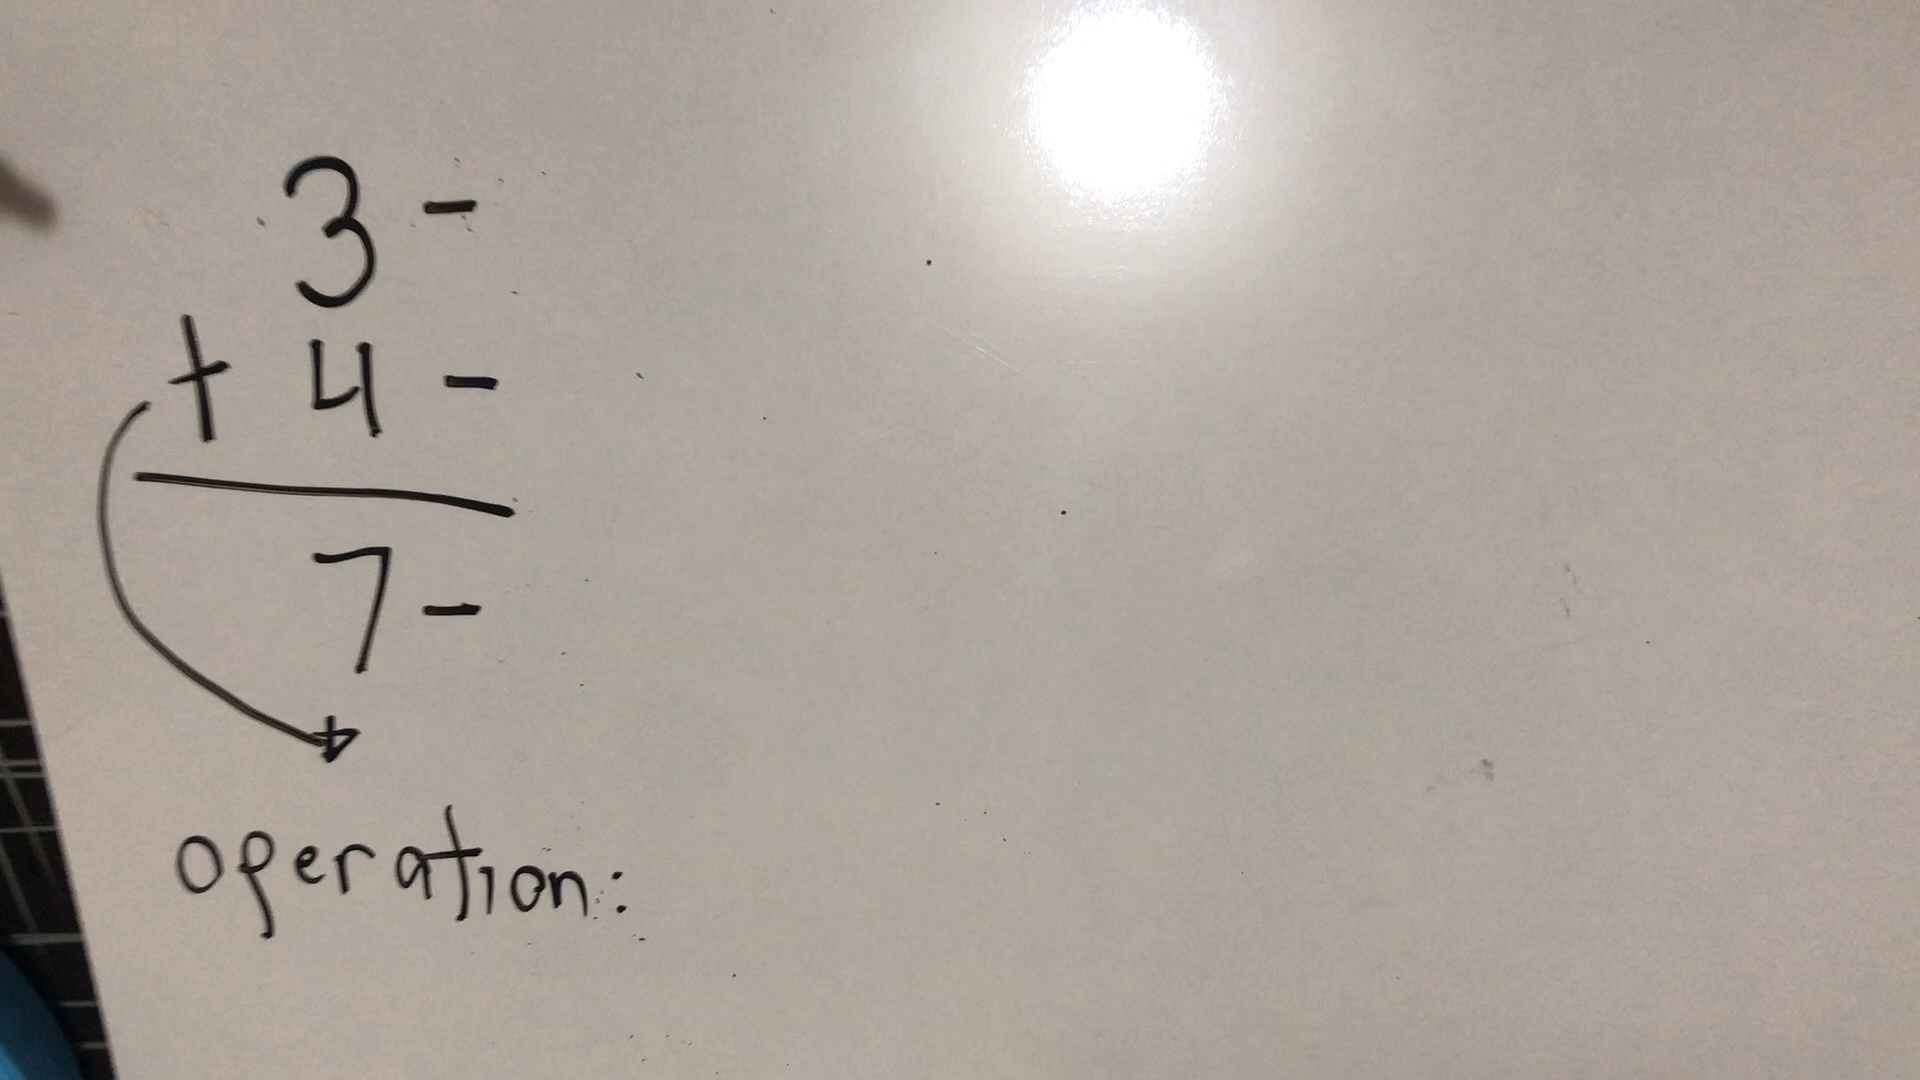 3 -
+ 4 -
7 -
operation: